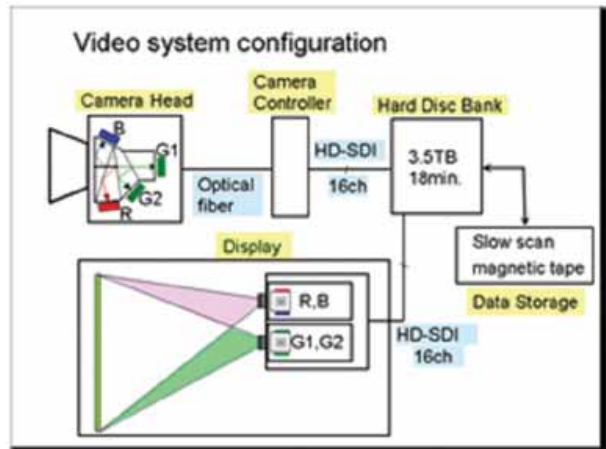 Video system configuration
Camera Head
Camera
Controller
Hard Disc Bank
B
G1
G2
R
Optical
fiber
HD-SDI
16ch
3.5TB
18min.
Slow scan
magnetic tape
Data Storage
Display
R,B
G1,G2
HD-SDI
16ch